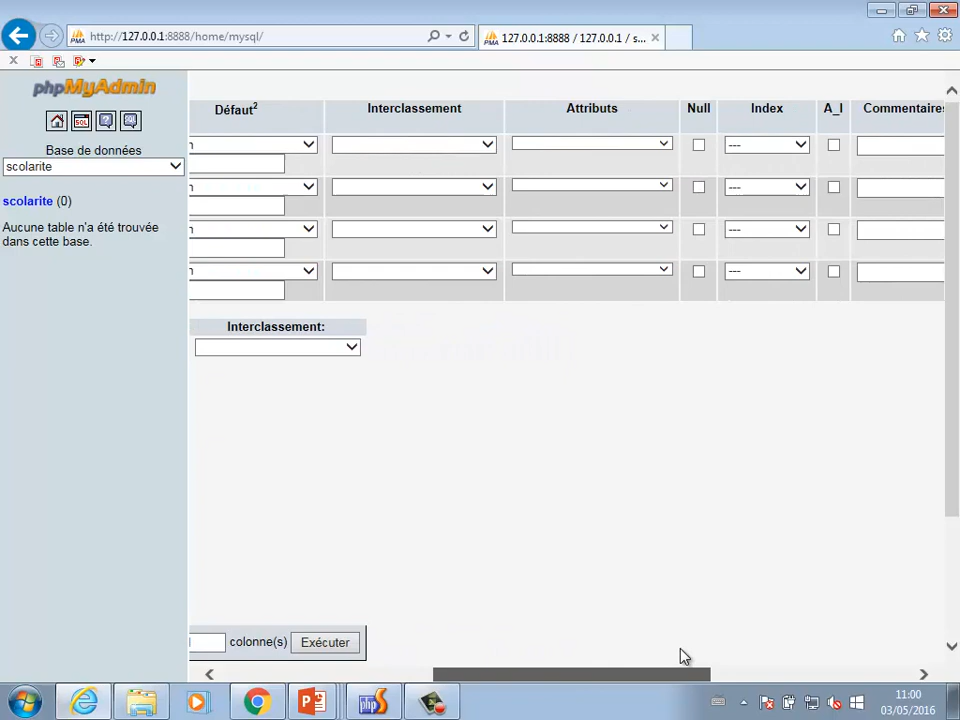 http://127.0.0.1:8888/home/mysql/
127.0.0.1:8888 / 127.0.0.1 / s...
phpMyAdmin
Base de données
scolarite
scolarite (0)
Aucune table n'a été trouvée
dans cette base.
Défaut2 Interclassement Attributs Null Index A_I Commentaires
---
---
---
---
Interclassement:
colonne(s) Exécuter
11:00
03/05/2016